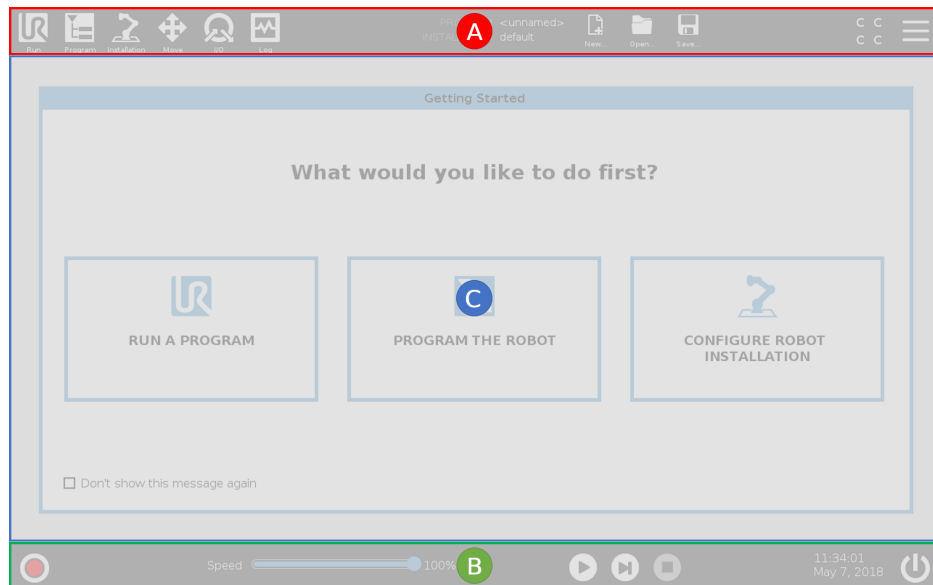 <unnamed>
default
A
C C
C C
Run
Program
Installation
Move
I/O
Log
New...
Open...
Save...
Getting Started
What would you like to do first?
C
RUN A PROGRAM
PROGRAM THE ROBOT
CONFIGURE ROBOT
INSTALLATION
Don't show this message again
Speed
100%
B
11:34:01
May 7, 2018